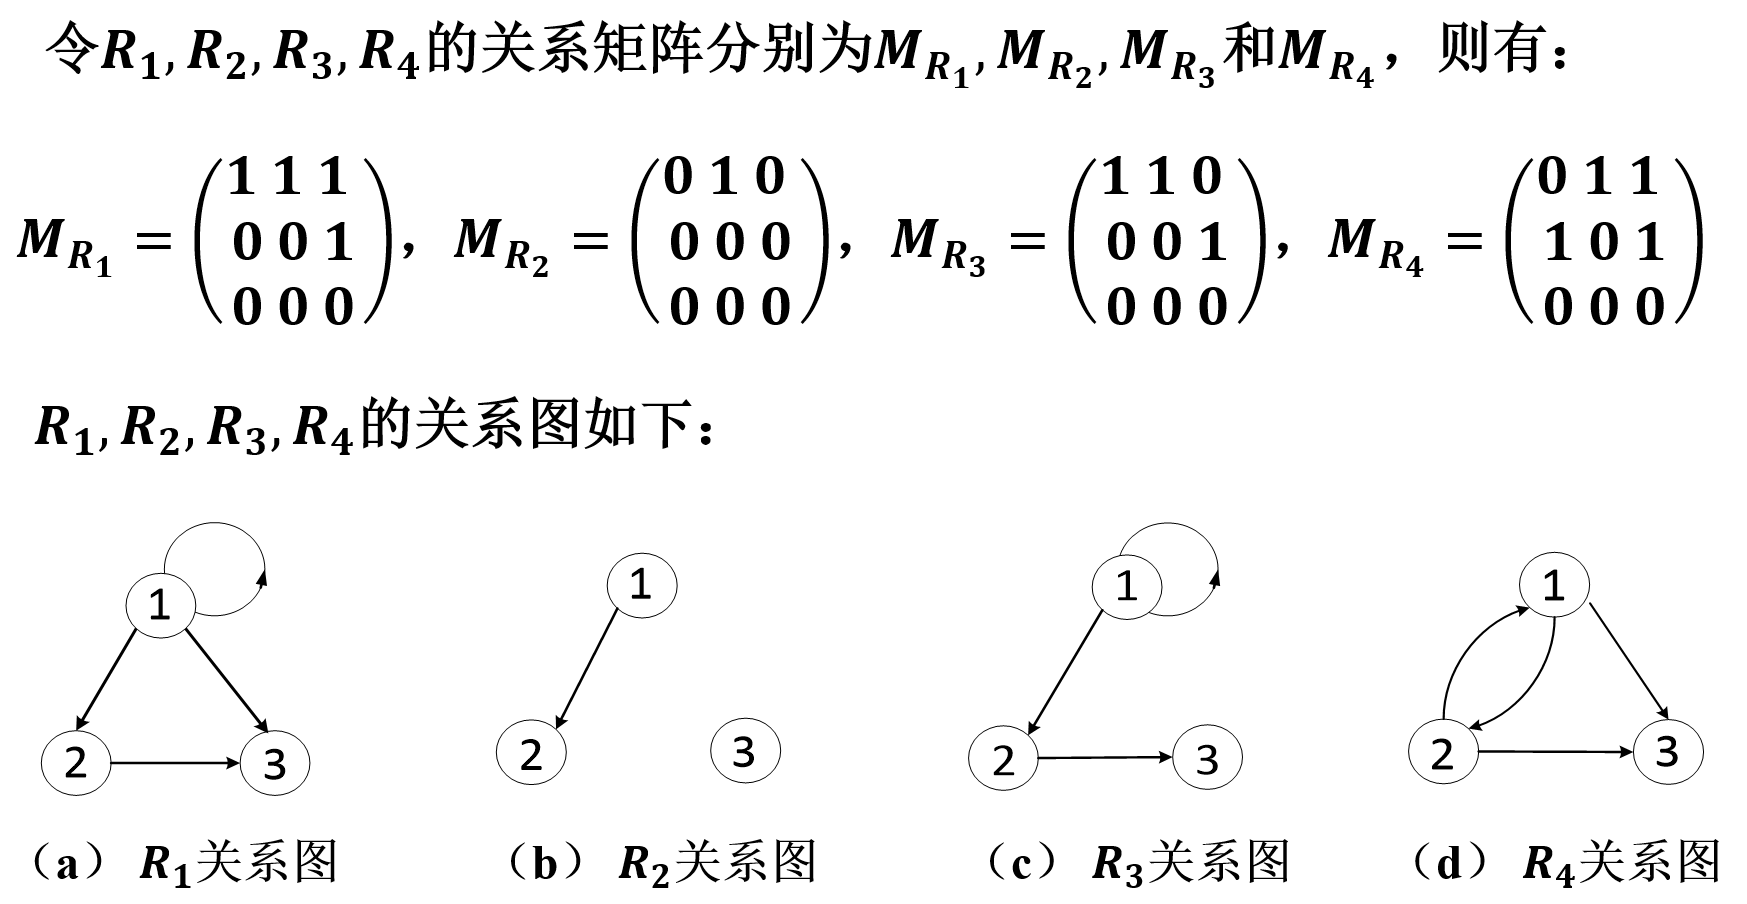 令R₁, R₂, R₃, R₄的关系矩阵分别为M_{R₁}, M_{R₂}, M_{R₃}和M_{R₄}，则有：
M_{R₁} = (1 1 1 0 0 1 0 0 0)，M_{R₂} = (0 1 0 0 0 0 0 0 0)，M_{R₃} = (1 1 0 0 0 1 0 0 0)，M_{R₄} = (0 1 1 1 0 1 0 0 0)
R₁, R₂, R₃, R₄的关系图如下：
1 1 1 1
2 3 2 3 2 3 2 3
（a） R₁关系图 （b） R₂关系图 （c） R₃关系图 （d） R₄关系图